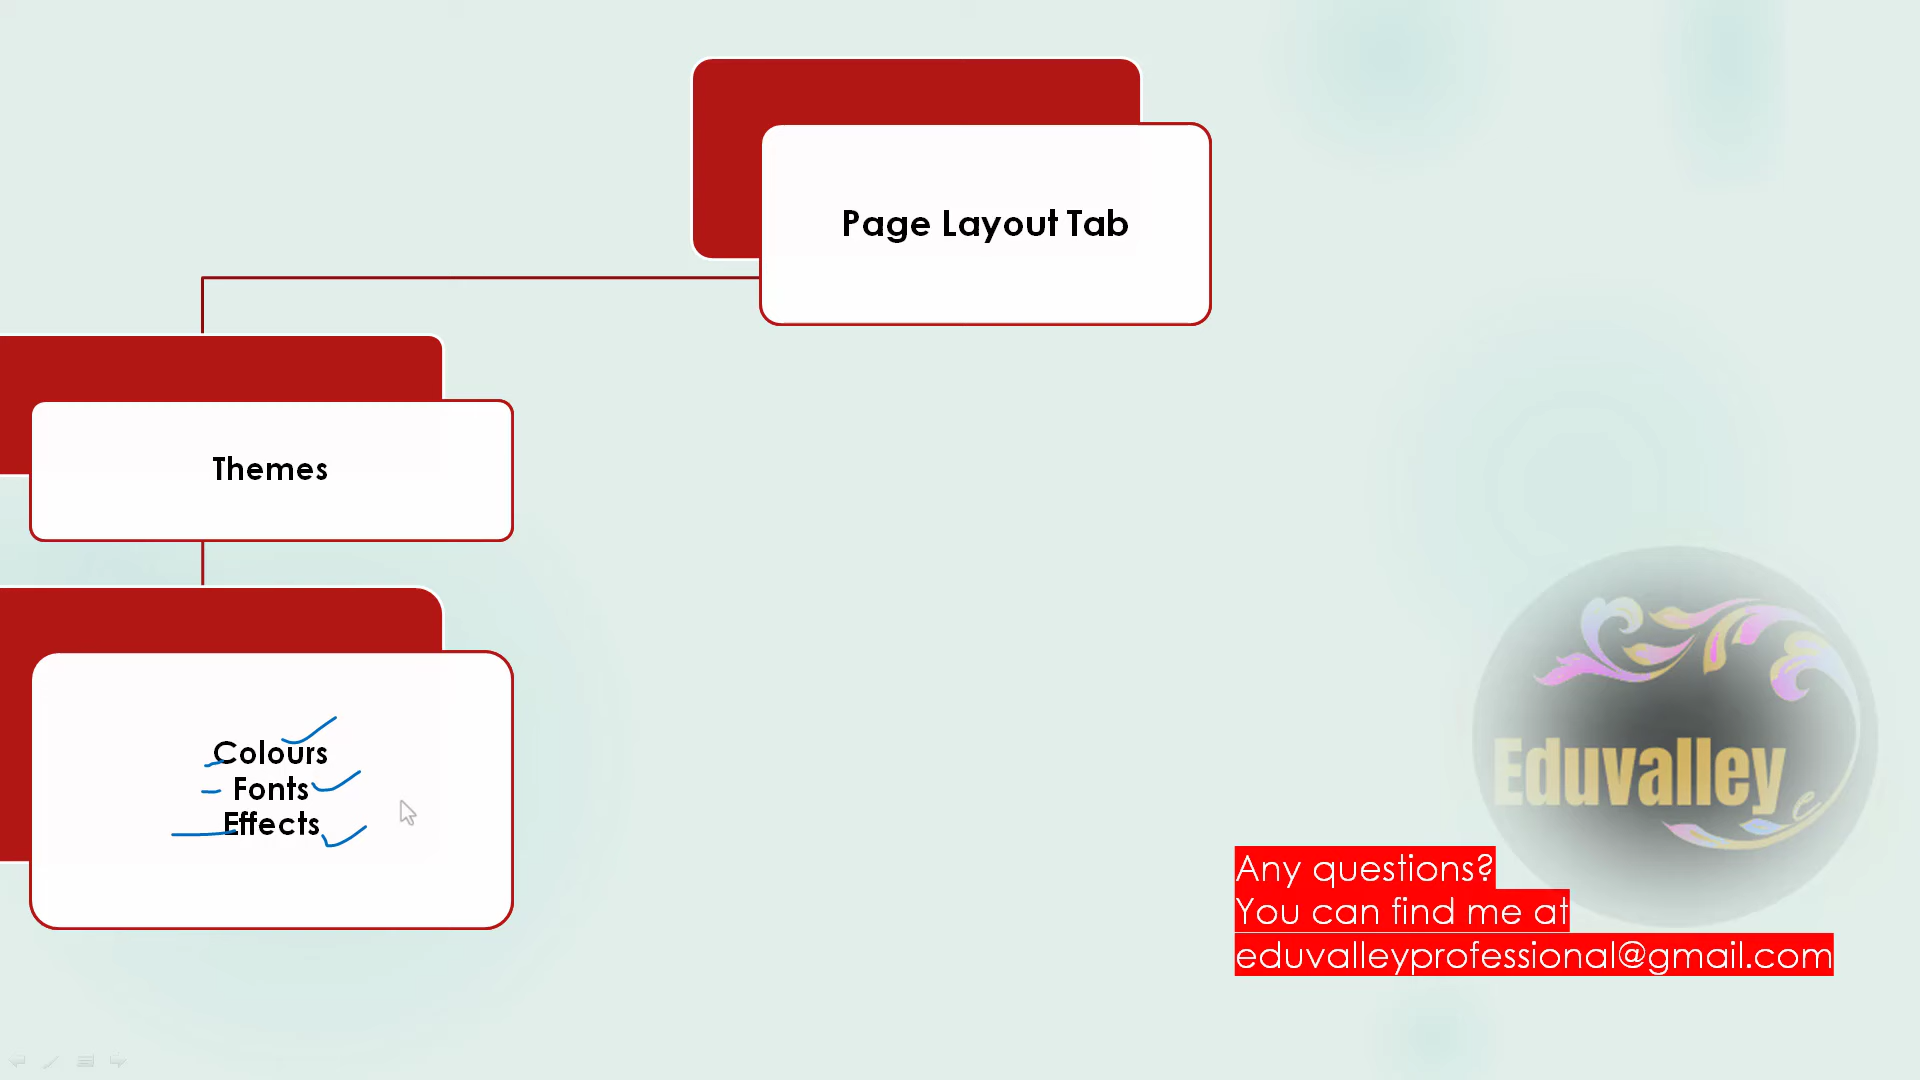 Page Layout Tab
Themes
Colours
Fonts
Effects
Eduvalley
e
Any questions?
You can find me at
eduvalleyprofessional@gmail.com